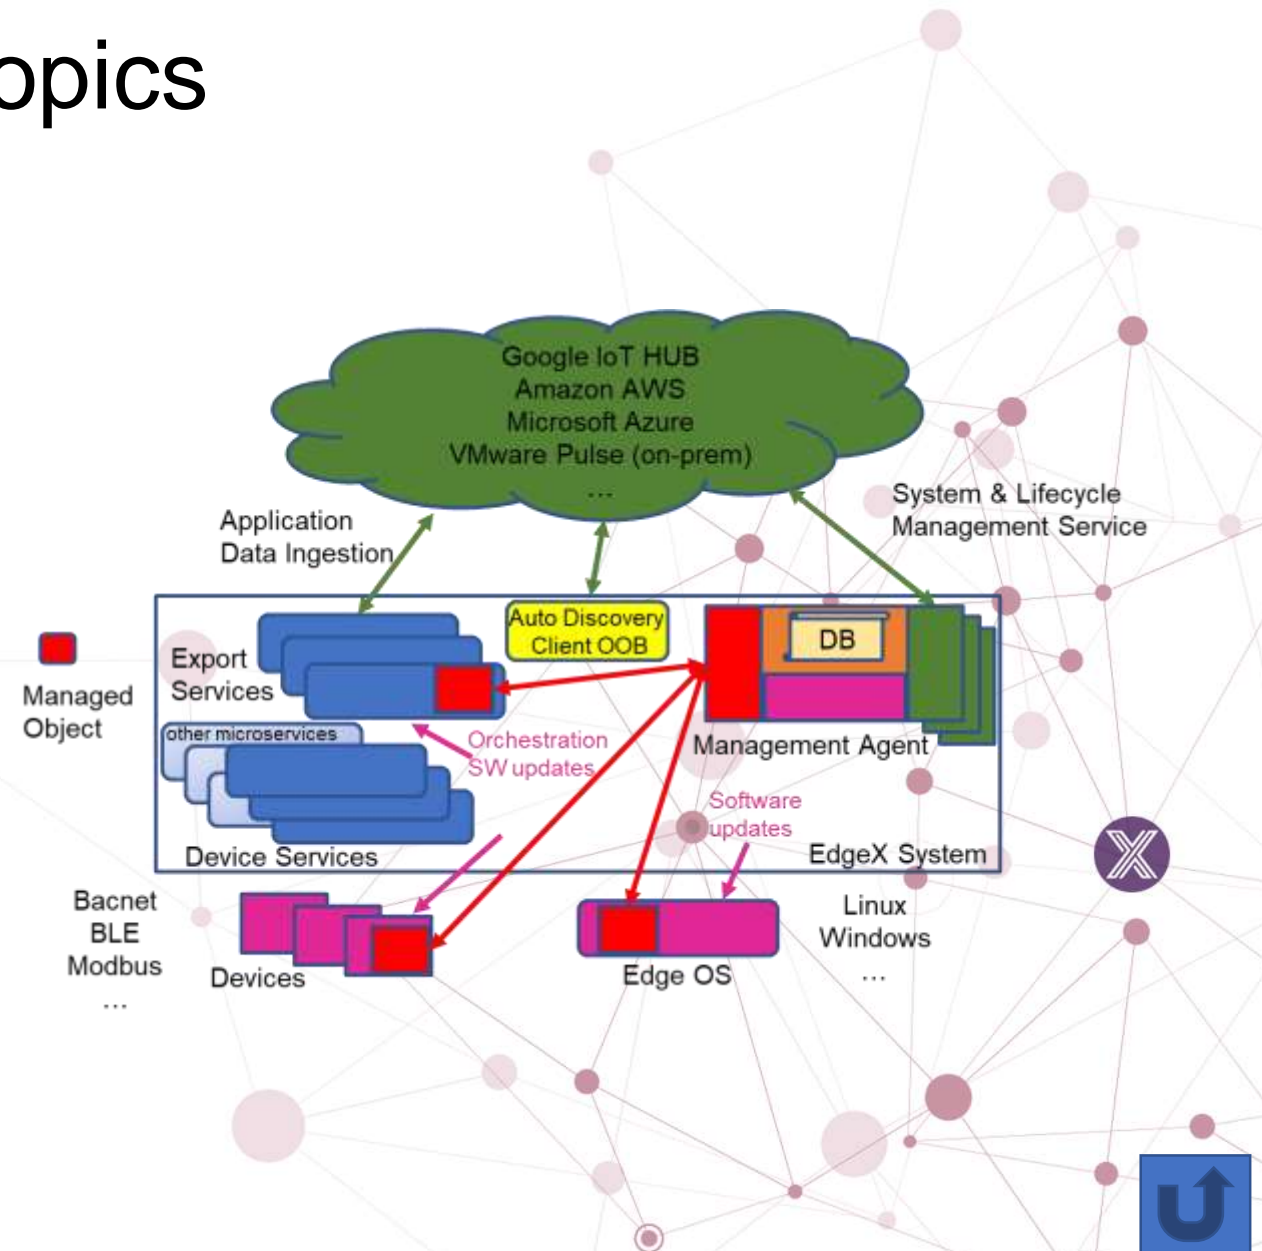 opics
Google IoT HUB
Amazon AWS
Microsoft Azure
VMware Pulse (on-prem)
...
System & Lifecycle
Management Service
Application
Data Ingestion
Auto Discovery
Client OOB
DB
Export
Services
Managed
Object
other microservices
Orchestration
SW updates
Management Agent
Software
updates
Device Services
EdgeX System
Bacnet
BLE
Modbus
...
Devices
Edge OS
Linux
Windows
...